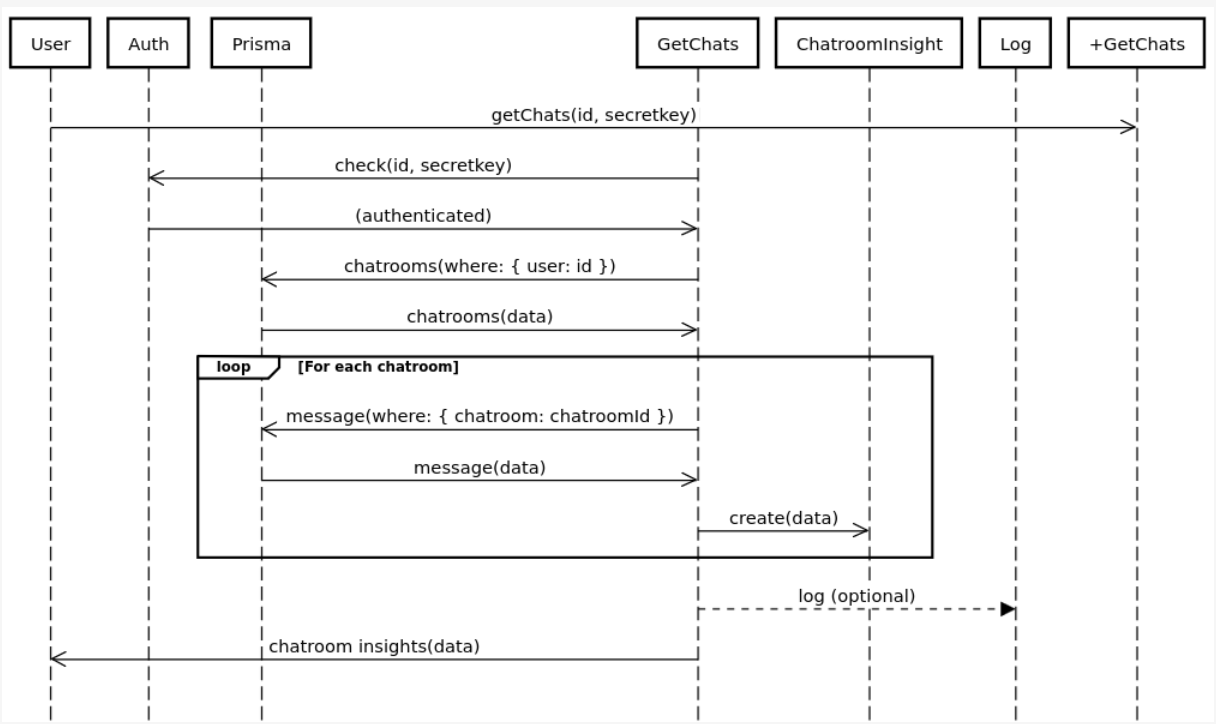 User
Auth
Prisma
GetChats
ChatroomInsight
Log
+GetChats
getChats(id, secretkey)
check(id, secretkey)
(authenticated)
chatrooms(where: { user: id })
chatrooms(data)
loop
[For each chatroom]
message(where: { chatroom: chatroomId })
message(data)
create(data)
log (optional)
chatroom insights(data)